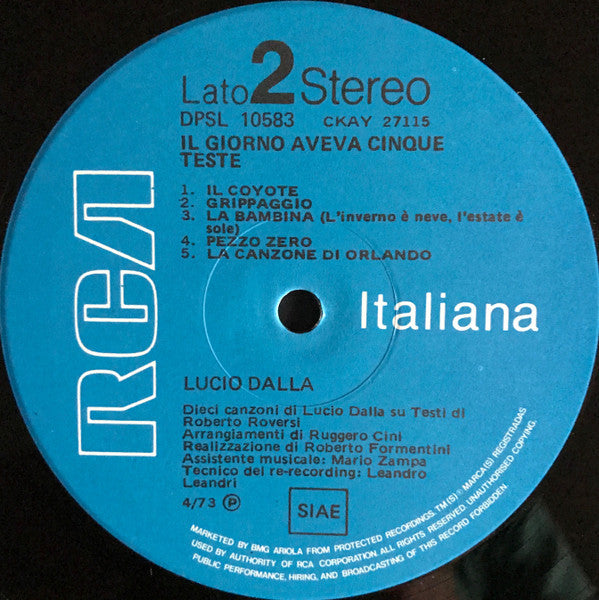 Lato 2 Stereo
DPSL 10583 CKAY 27115
IL GIORNO AVEVA CINQUE
TESTE
1. IL COYOTE
2. GRIPPAGGIO
3. LA BAMBINA (L'inverno è neve, l'estate è
sole)
4. PEZZO ZERO
5. LA CANZONE DI ORLANDO
RCA
Italiana
LUCIO DALLA
Dieci canzoni di Lucio Dalla su Testi di
Roberto Roversi
Arrangiamenti di Ruggero Cini
Realizzazione di Roberto Formentini
Assistente musicale: Mario Zampa
Tecnico del re-recording: Leandro
Leandri
4/73 Ⓟ
SIAE
MARKETED BY BMG ARIOLA FROM PROTECTED RECORDINGS.TM(S)® MARCA(S) REGISTRADAS
USED BY AUTHORITY OF RCA CORPORATION. ALL RIGHTS RESERVED. UNAUTHORISED COPYING,
PUBLIC PERFORMANCE, HIRING, AND BROADCASTING OF THIS RECORD FORBIDDEN.